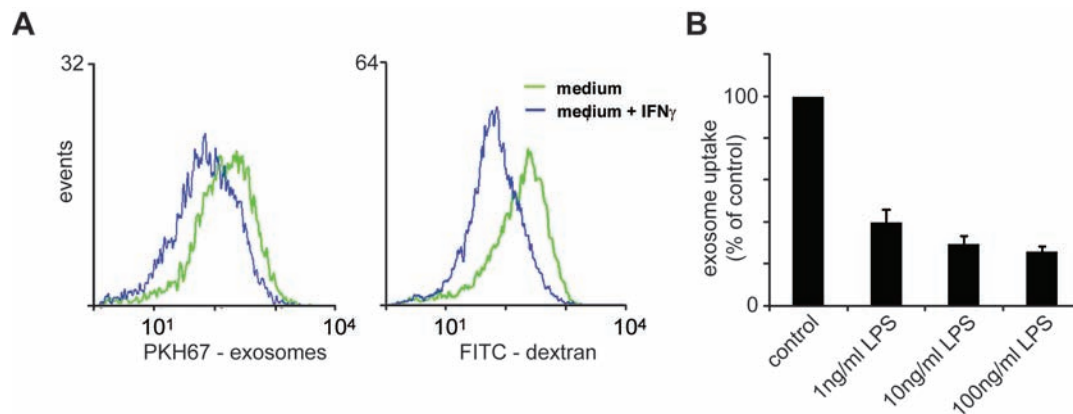 A
32
events
10¹
10⁴
PKH67 - exosomes
64
medium
medium + IFNγ
10¹
10⁴
FITC - dextran
B
exosome uptake
(% of control)
100
0
control
1ng/ml LPS
10ng/ml LPS
100ng/ml LPS